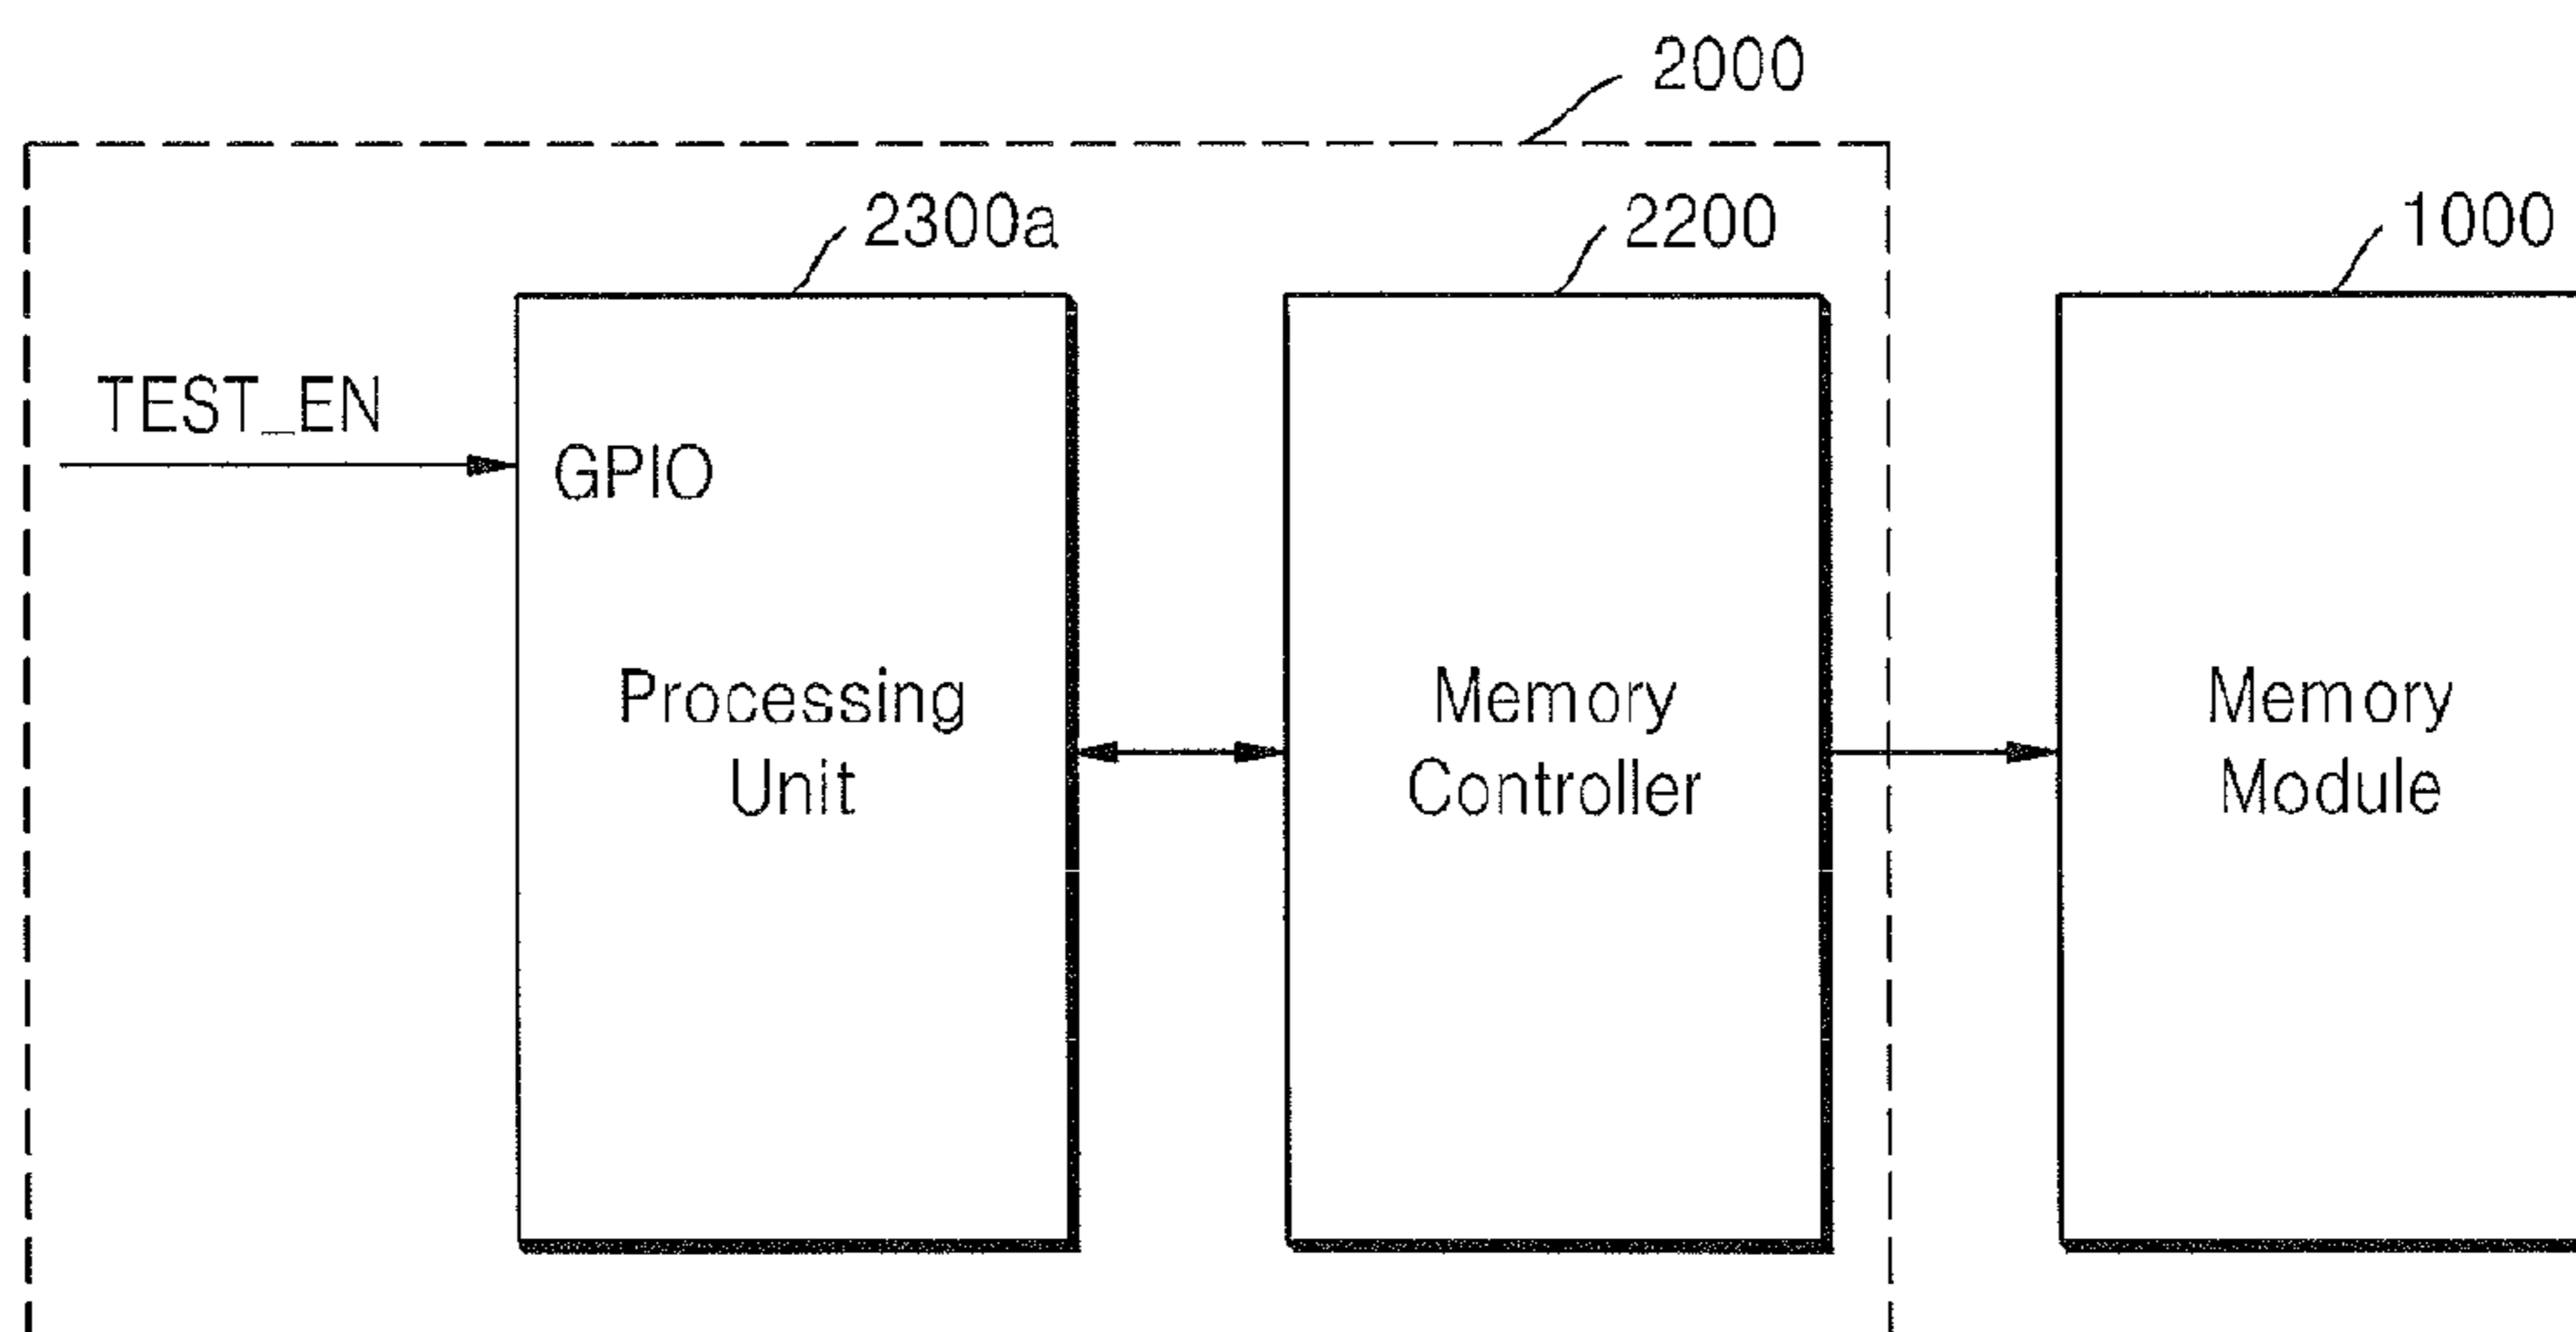 2000
2300a
2200
1000
TEST_EN
GPIO
Processing
Unit
Memory
Controller
Memory
Module